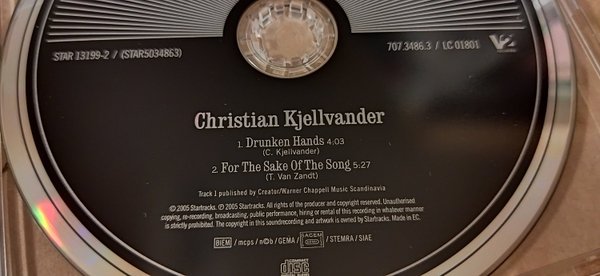 STAR 13199-2 / (STAR5034863)
707.3486.3 / LC 01801
V2
Christian Kjellvander
1. Drunken Hands 4:03
(C. Kjellvander)
2. For The Sake Of The Song 5:27
(T. Van Zandt)
Track 1 published by Creator/Warner Chappell Music Scandinavia
© 2005 Startracks. ℗ 2005 Startracks. All rights of the producer and copyright reserved. Unauthorised
copying, re-recording, broadcasting, public performance, hiring or rental of this recording in whatever manner
is strictly prohibited. The copyright in this soundrecording and artwork is owned by Startracks. Made in EC.
BIEM / mcps / n©b / GEMA / SACEM / STEMRA / SIAE
COMPACT
disc